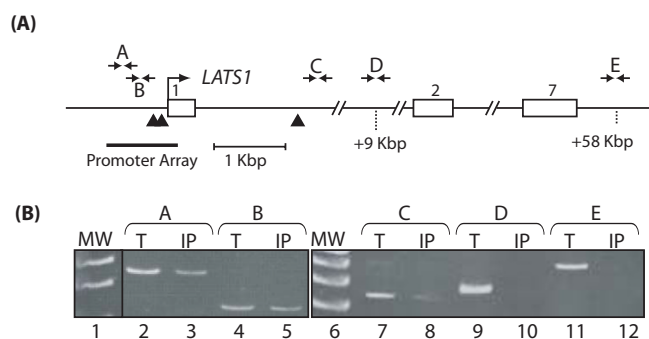 (A)
A
B
1
LATS1
C
D
2
7
E
Promoter Array
1 Kbp
+9 Kbp
+58 Kbp
(B)
A B C D E
MW T IP T IP MW T IP T IP T IP
1 2 3 4 5 6 7 8 9 10 11 12